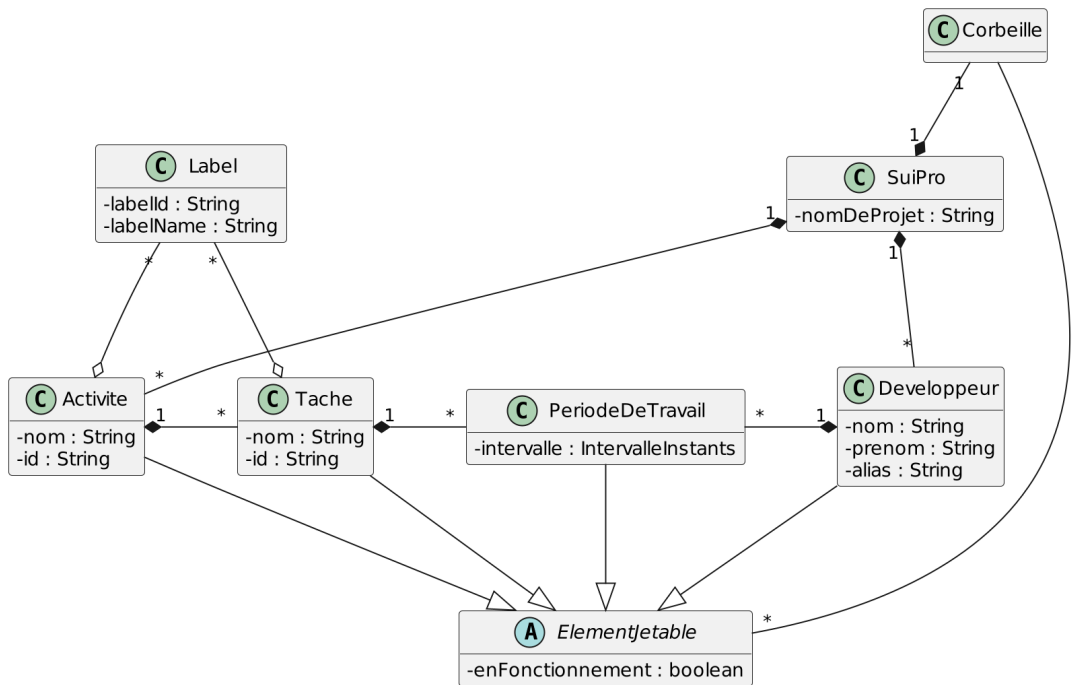 C Corbeille
1
1
C Label
-labelId : String
-labelName : String
C SuiPro
-nomDeProjet : String
1
1
*
*
*
*
C Activite
-nom : String
-id : String
1
*
C Tache
-nom : String
-id : String
1
*
C PeriodeDeTravail
-intervalle : IntervalleInstants
*
1
C Developpeur
-nom : String
-prenom : String
-alias : String
A ElementJetable
-enFonctionnement : boolean
*